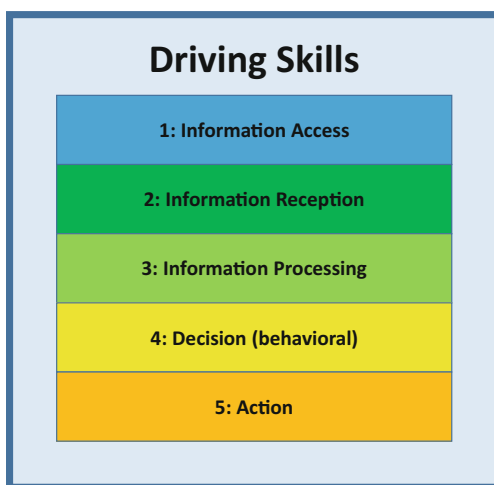 Driving Skills
1: Information Access
2: Information Reception
3: Information Processing
4: Decision (behavioral)
5: Action